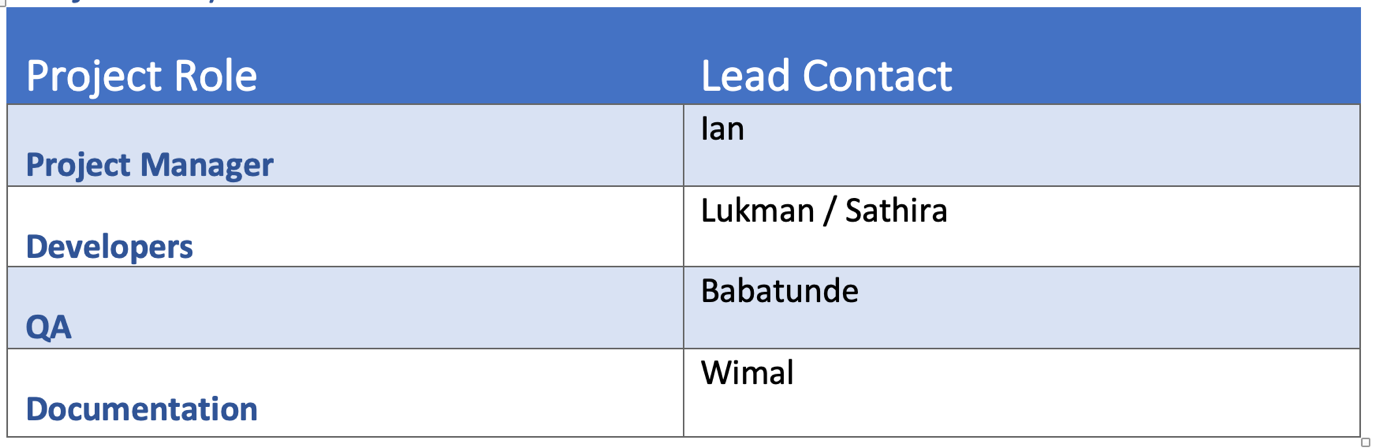 Project Role
Lead Contact
Project Manager
Ian
Developers
Lukman / Sathira
QA
Babatunde
Documentation
Wimal